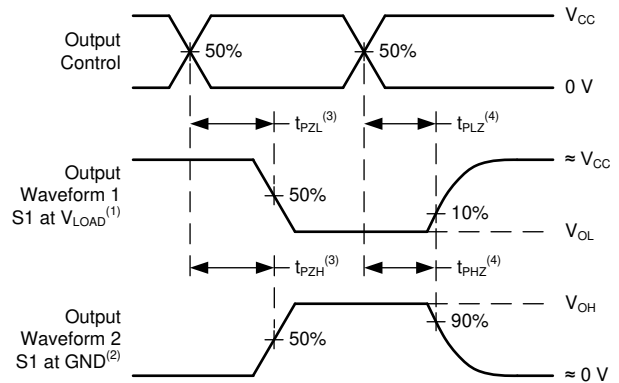 V_CC
Output
Control
50%
50%
0 V
t_PZL^(3)
t_PLZ^(4)
≈ V_CC
Output
Waveform 1
S1 at V_LOAD^(1)
50%
10%
V_OL
t_PZH^(3)
t_PHZ^(4)
V_OH
Output
Waveform 2
S1 at GND^(2)
50%
90%
≈ 0 V